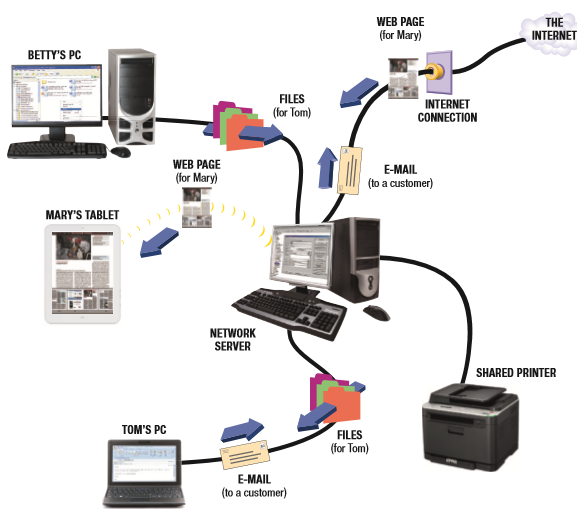 WEB PAGE
(for Mary)
THE
INTERNET
BETTY'S PC
FILES
(for Tom)
INTERNET
CONNECTION
WEB PAGE
(for Mary)
E-MAIL
(to a customer)
MARY'S TABLET
NETWORK
SERVER
SHARED PRINTER
TOM'S PC
FILES
(for Tom)
E-MAIL
(to a customer)